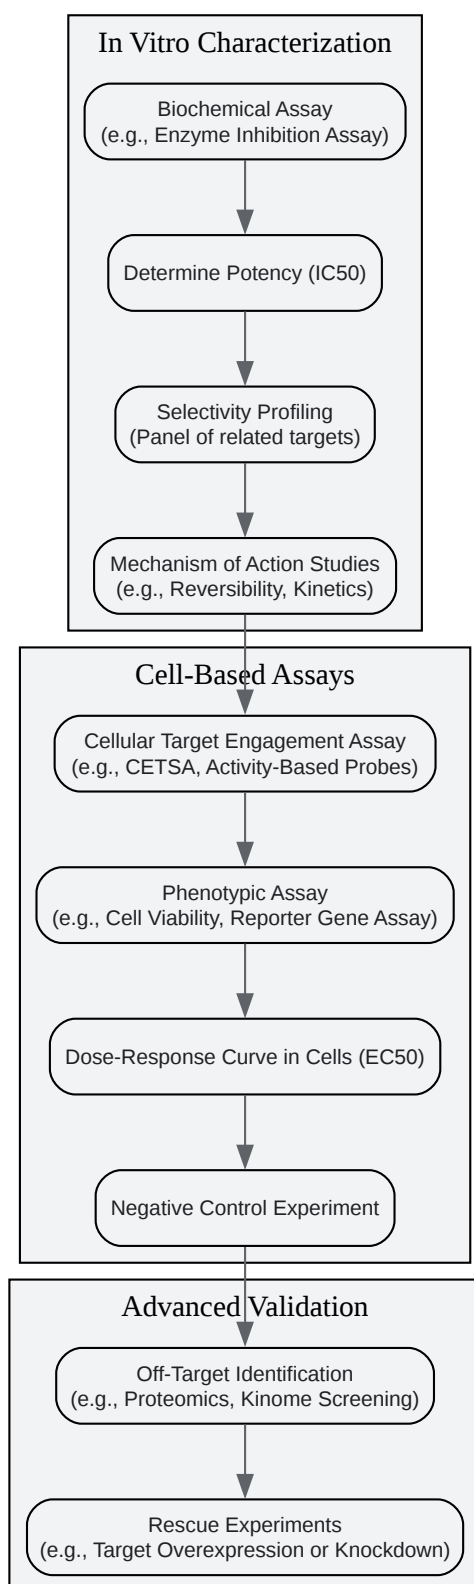 In Vitro Characterization
Biochemical Assay
(e.g., Enzyme Inhibition Assay)
Determine Potency (IC50)
Selectivity Profiling
(Panel of related targets)
Mechanism of Action Studies
(e.g., Reversibility, Kinetics)
Cell-Based Assays
Cellular Target Engagement Assay
(e.g., CETSA, Activity-Based Probes)
Phenotypic Assay
(e.g., Cell Viability, Reporter Gene Assay)
Dose-Response Curve in Cells (EC50)
Negative Control Experiment
Advanced Validation
Off-Target Identification
(e.g., Proteomics, Kinome Screening)
Rescue Experiments
(e.g., Target Overexpression or Knockdown)